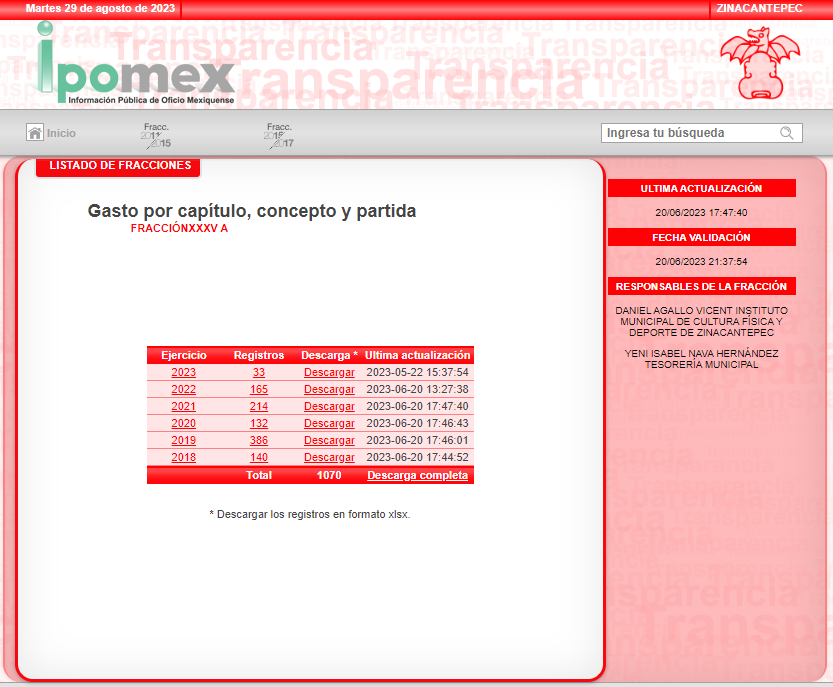 Martes 29 de agosto de 2023
ZINACANTEPEC
ipomex
Información Pública de Oficio Mexiquense
Inicio
Fracc.
2015
Fracc.
2017
Ingresa tu búsqueda
LISTADO DE FRACCIONES
Gasto por capítulo, concepto y partida
FRACCIÓNXXXV A
Ejercicio Registros Descarga * Ultima actualización
2023 33 Descargar 2023-05-22 15:37:54
2022 165 Descargar 2023-06-20 13:27:38
2021 214 Descargar 2023-06-20 17:47:40
2020 132 Descargar 2023-06-20 17:46:43
2019 386 Descargar 2023-06-20 17:46:01
2018 140 Descargar 2023-06-20 17:44:52
Total 1070 Descarga completa
* Descargar los registros en formato xlsx.
ULTIMA ACTUALIZACIÓN
20/06/2023 17:47:40
FECHA VALIDACIÓN
20/06/2023 21:37:54
RESPONSABLES DE LA FRACCIÓN
DANIEL AGALLO VICENT INSTITUTO
MUNICIPAL DE CULTURA FÍSICA Y
DEPORTE DE ZINACANTEPEC
YENI ISABEL NAVA HERNÁNDEZ
TESORERÍA MUNICIPAL